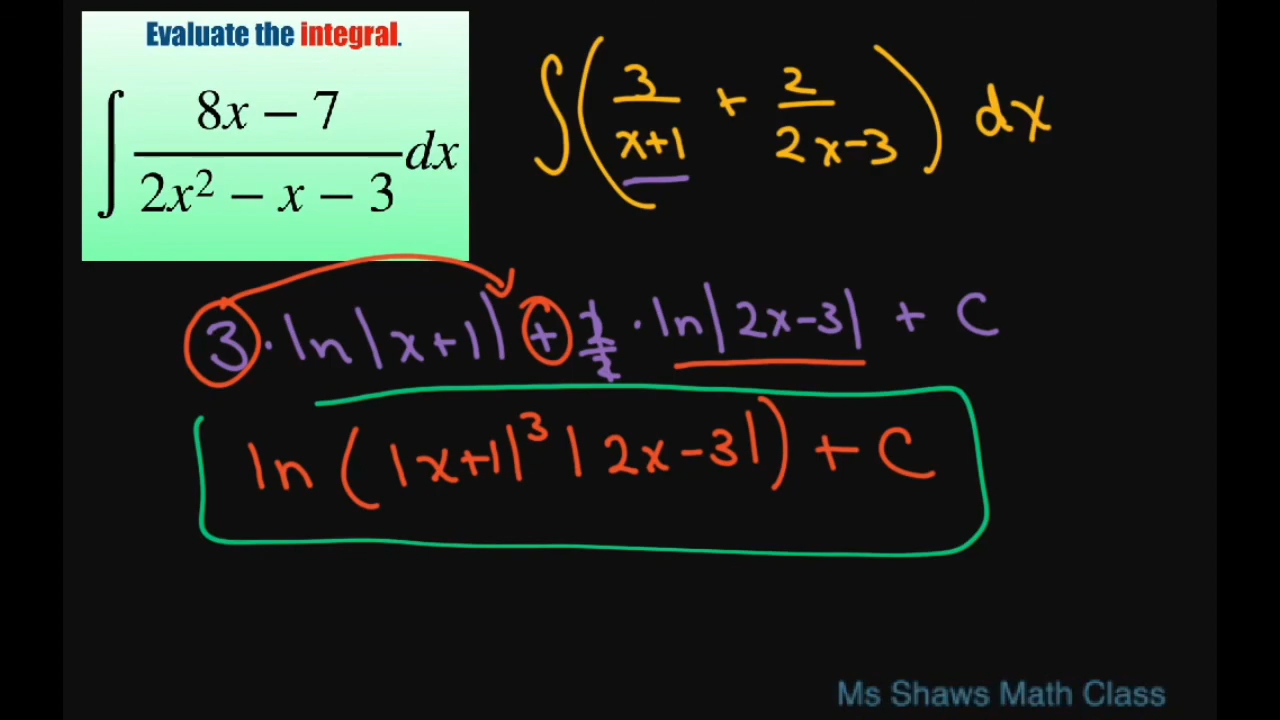 Evaluate the integral.
∫ (8x − 7)/(2x² − x − 3) dx
∫ ( 3/(x+1) + 2/(2x−3) ) dx
3 · ln|x+1| + 2/2 · ln|2x−3| + C
ln ( |x+1|³ |2x−3| ) + C
Ms Shaws Math Class